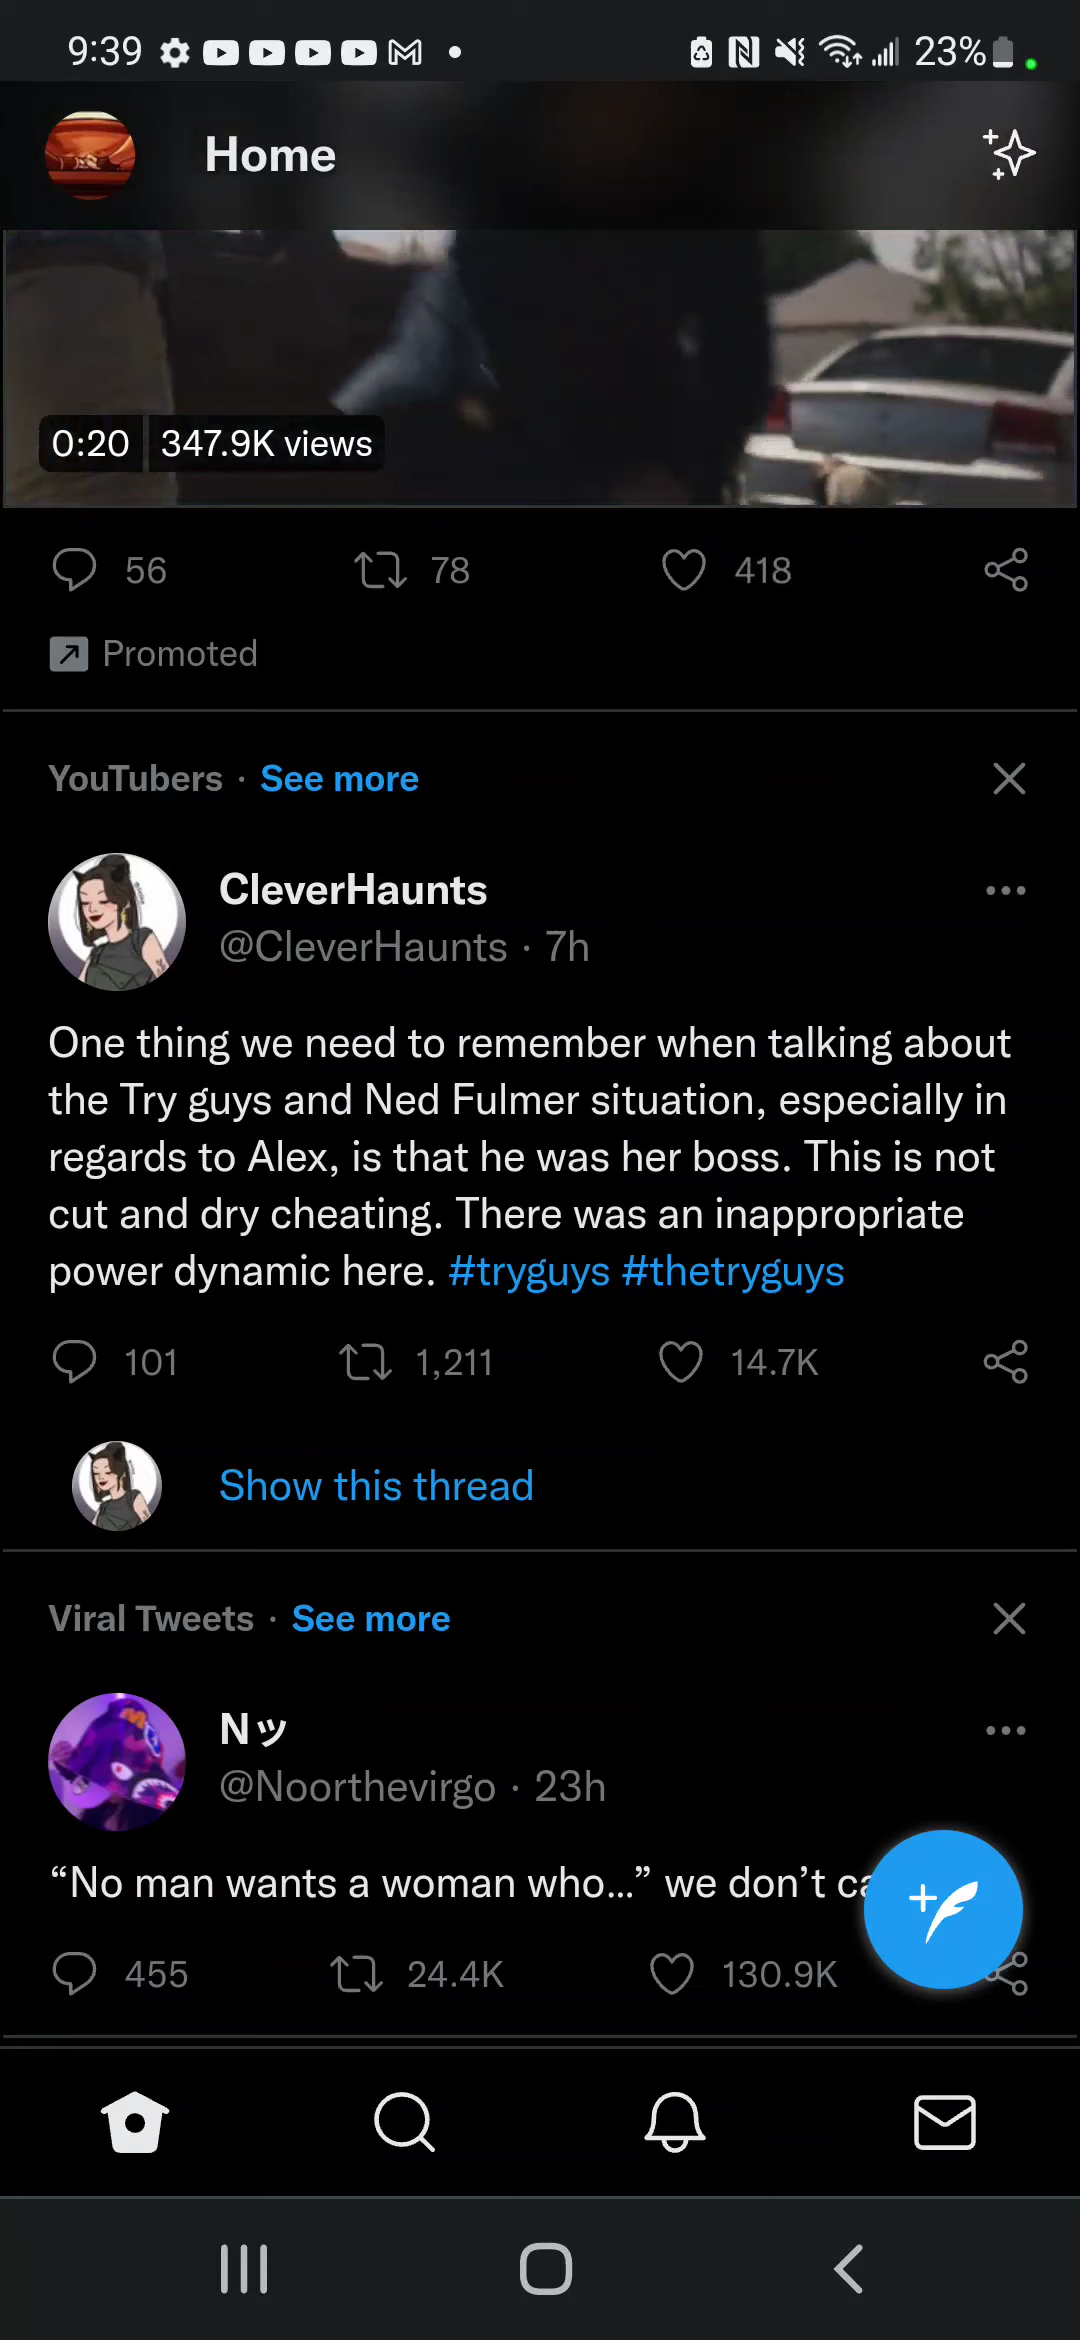 9:39
23%
Home
0:20 347.9K views
56 78 418
Promoted
YouTubers · See more
CleverHaunts
@CleverHaunts · 7h
One thing we need to remember when talking about
the Try guys and Ned Fulmer situation, especially in
regards to Alex, is that he was her boss. This is not
cut and dry cheating. There was an inappropriate
power dynamic here. #tryguys #thetryguys
101 1,211 14.7K
Show this thread
Viral Tweets · See more
Nッ
@Noorthevirgo · 23h
“No man wants a woman who...” we don’t
455 24.4K 130.9K